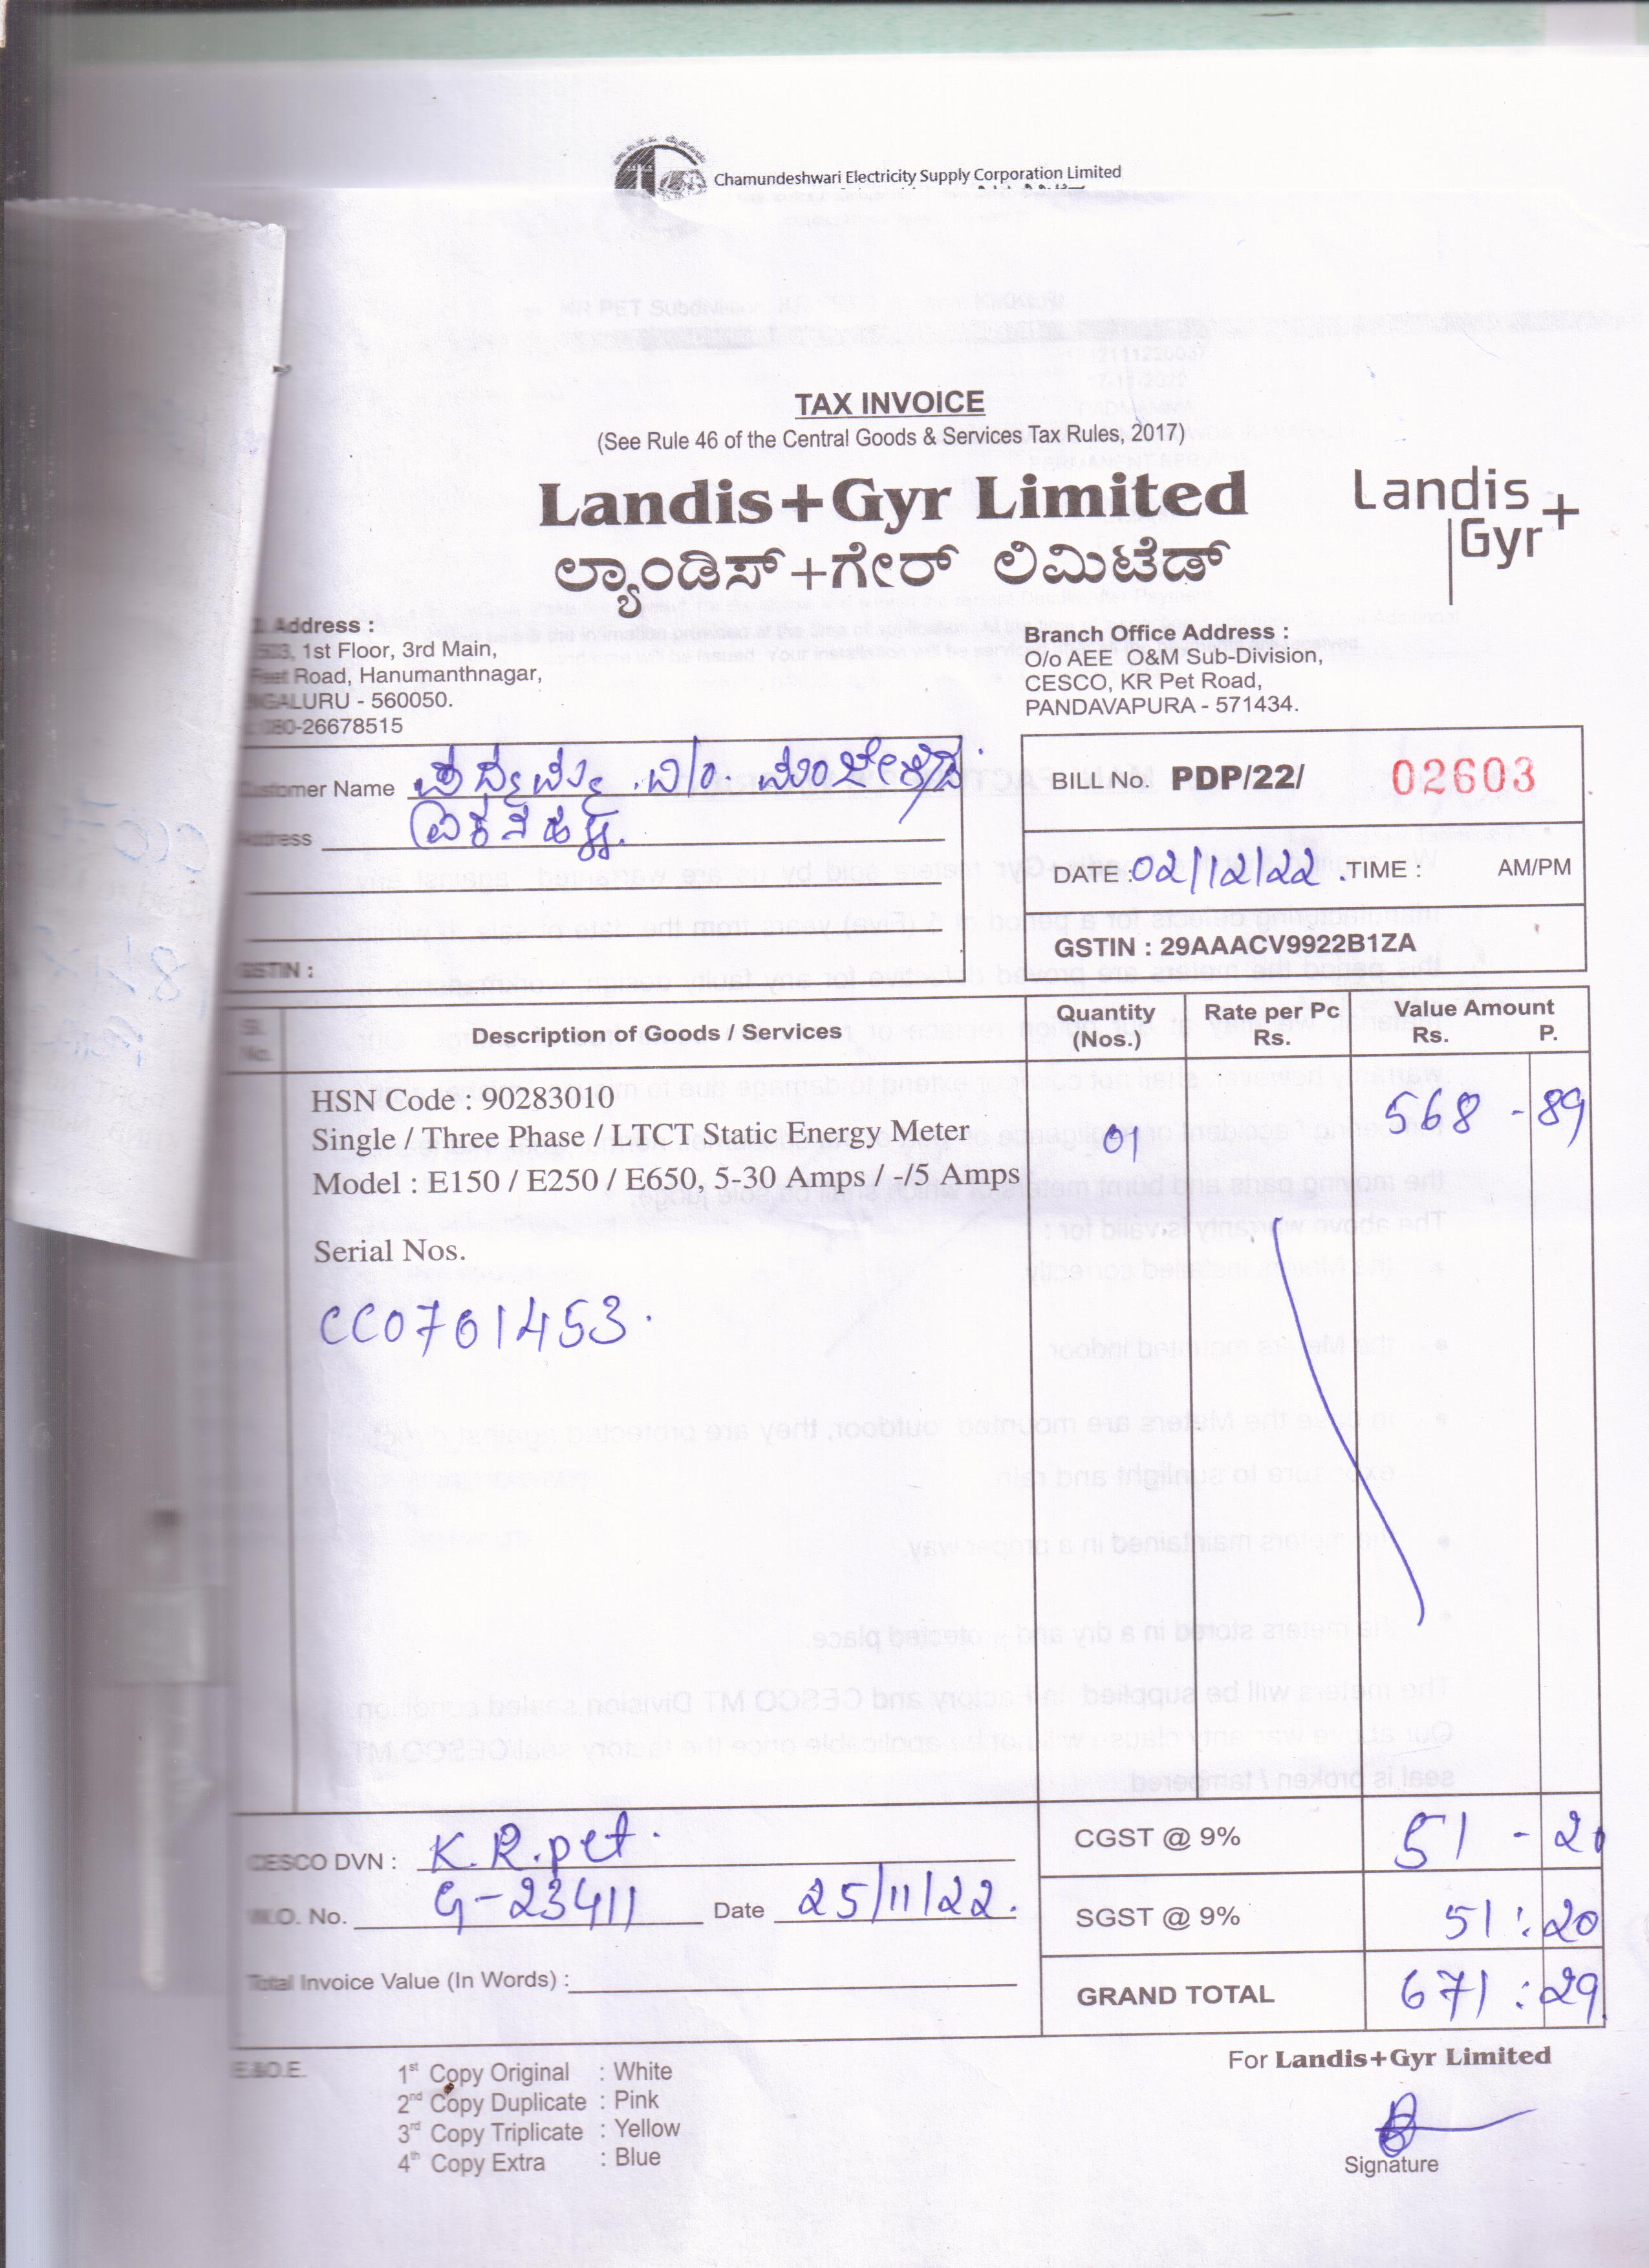 Chamundeshwari Electricity Supply Corporation Limited
TAX INVOICE
(See Rule 46 of the Central Goods & Services Tax Rules, 2017)
Landis+Gyr Limited
Landis
Gyr+
ಲ್ಯಾಂಡಿಸ್+ಗೇರ್ ಲಿಮಿಟೆಡ್
Address :
1st Floor, 3rd Main,
Road, Hanumanthnagar,
- 560050.
-26678515
Branch Office Address :
O/o AEE O&M Sub-Division,
CESCO, KR Pet Road,
PANDAVAPURA - 571434.
Customer Name
Address
GSTIN :
BILL No. PDP/22/ 02603
DATE : 02/12/22 . TIME : AM/PM
GSTIN : 29AAACV9922B1ZA
Sl. No. Description of Goods / Services Quantity (Nos.) Rate per Pc Rs. Value Amount Rs. P.
HSN Code : 90283010 568 - 89
Single / Three Phase / LTCT Static Energy Meter 01
Model : E150 / E250 / E650, 5-30 Amps / -/5 Amps
Serial Nos.
CC0701453.
CESCO DVN : K.R.pet. CGST @ 9% 51 - 20
W.O. No. G-23411 Date 25/11/22. SGST @ 9% 51 : 20
Total Invoice Value (In Words) : GRAND TOTAL 671 : 29
E.&O.E.
1st Copy Original : White
2nd Copy Duplicate : Pink
3rd Copy Triplicate : Yellow
4th Copy Extra : Blue
For Landis+Gyr Limited
Signature